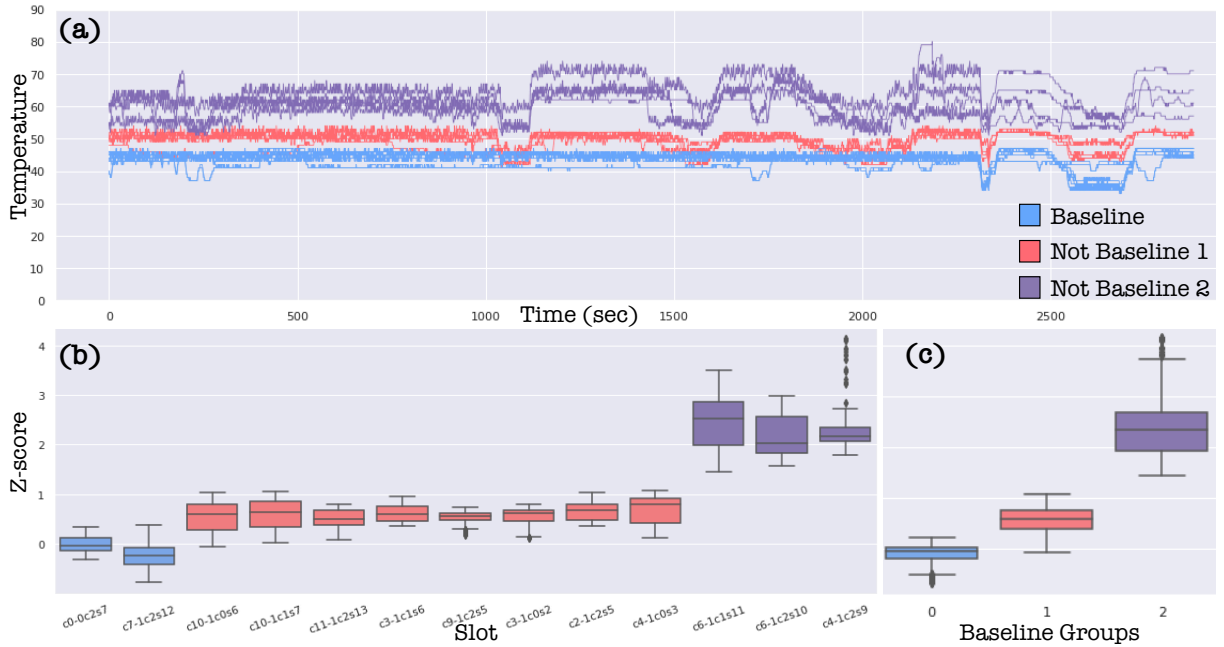 90
(a)
80
70
60
50
40
30
20
10
0
Temperature
Baseline
Not Baseline 1
Not Baseline 2
0 500 1000 1500 2000 2500
Time (sec)
(b)
4
3
2
1
0
Z-score
c0-0c2s7 c7-1c2s12 c10-1c0s6 c10-1c1s7 c11-1c2s13 c3-1c1s6 c9-1c2s5 c3-1c0s2 c2-1c2s5 c4-1c0s3 c6-1c1s11 c6-1c2s10 c4-1c2s9
Slot
(c)
0 1 2
Baseline Groups